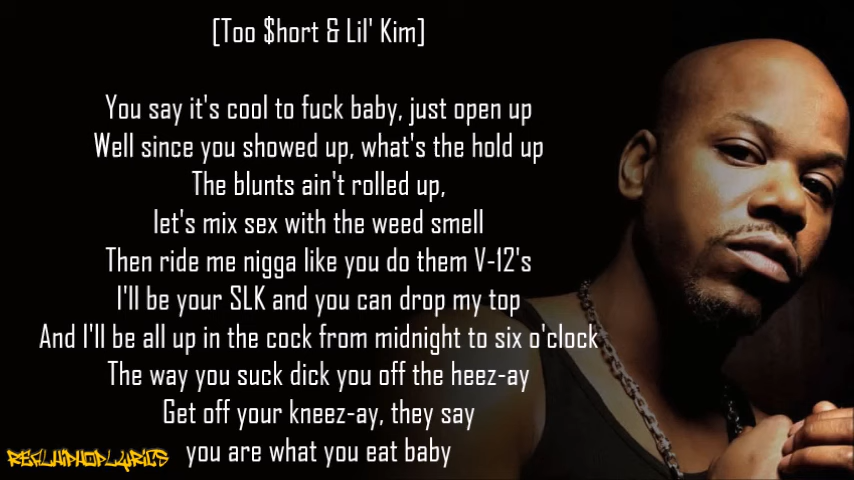 [Too $hort & Lil' Kim]
You say it's cool to fuck baby, just open up
Well since you showed up, what's the hold up
The blunts ain't rolled up,
let's mix sex with the weed smell
Then ride me nigga like you do them V-12's
I'll be your SLK and you can drop my top
And I'll be all up in the cock from midnight to six o'clock
The way you suck dick you off the heez-ay
Get off your kneez-ay, they say
you are what you eat baby
REALHIPHOPLYRICS